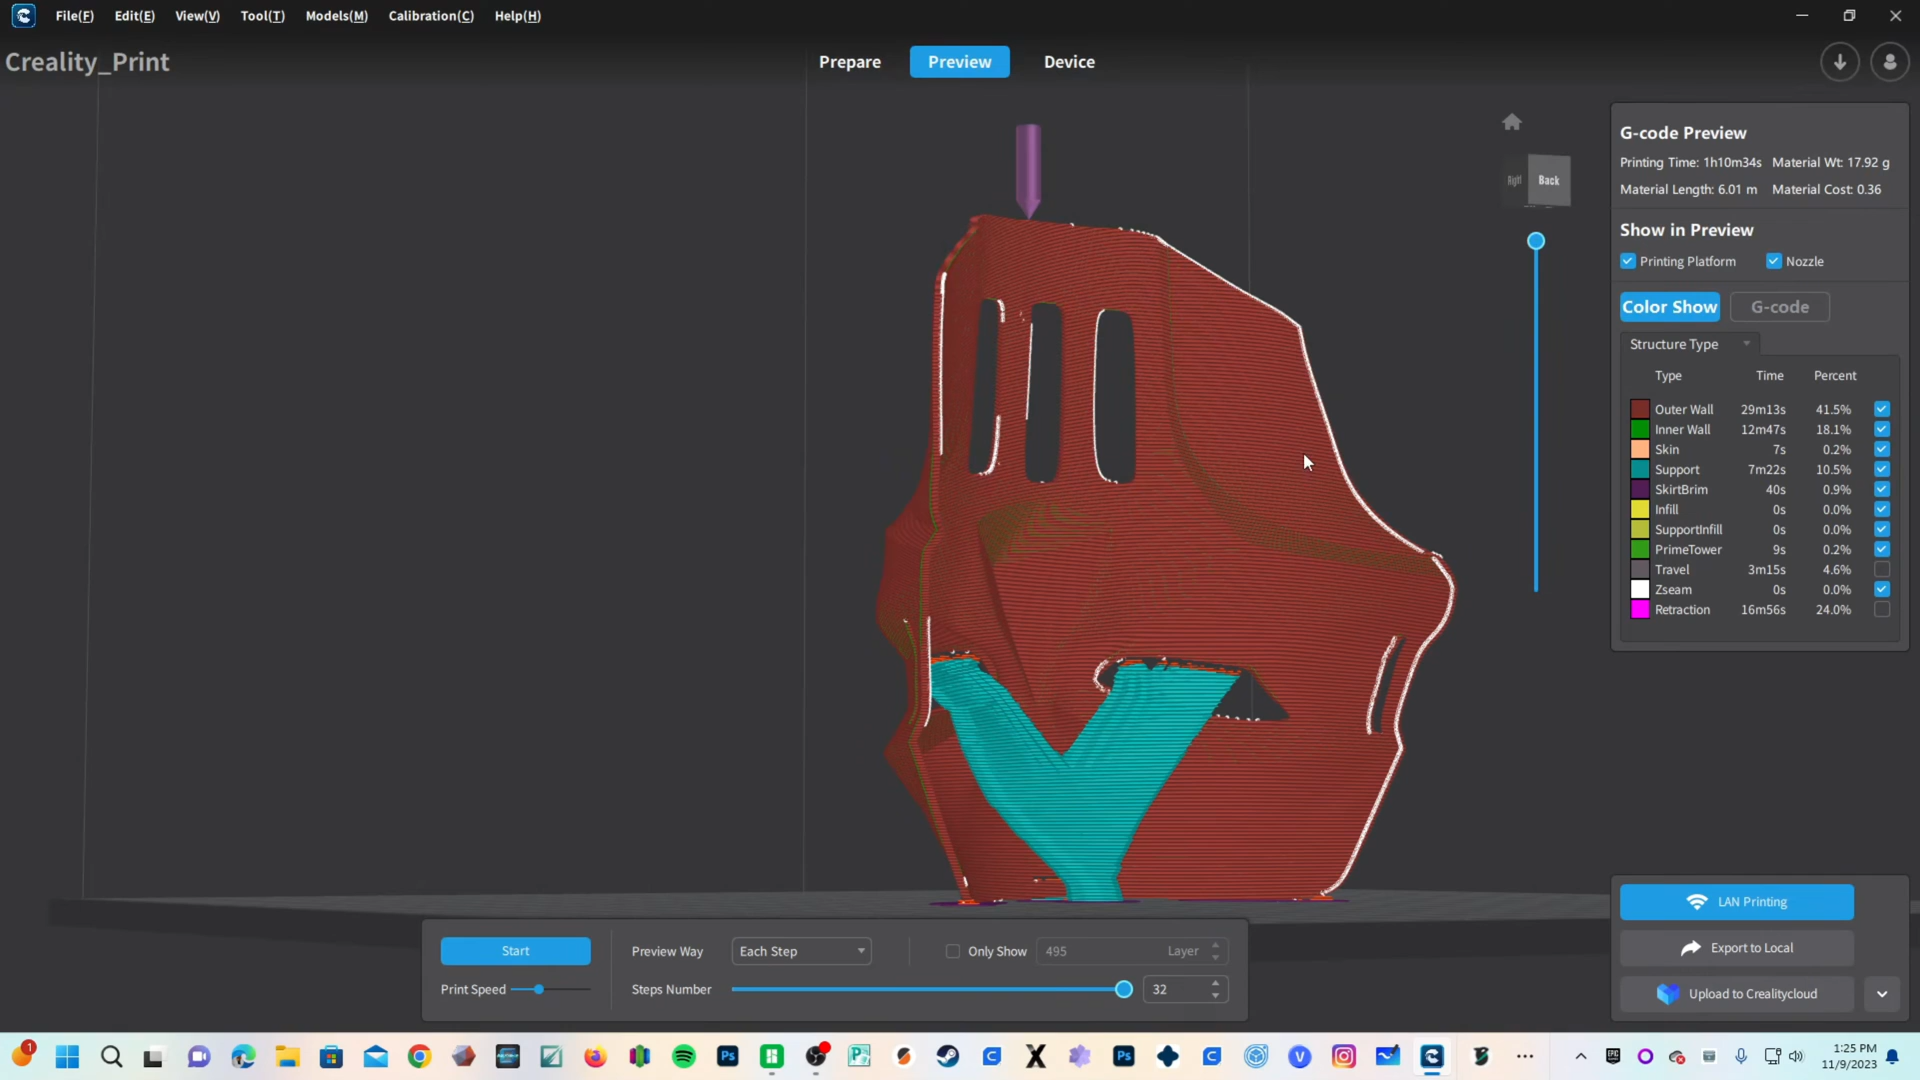 File(F) Edit(E) View(V) Tool(T) Models(M) Calibration(C) Help(H)
Creality_Print
Prepare Preview Device
Right Back
G-code Preview
Printing Time: 1h10m34s Material Wt: 17.92 g
Material Length: 6.01 m Material Cost: 0.36
Show in Preview
Printing Platform Nozzle
Color Show G-code
Structure Type
Type Time Percent
Outer Wall 29m13s 41.5%
Inner Wall 12m47s 18.1%
Skin 7s 0.2%
Support 7m22s 10.5%
SkirtBrim 40s 0.9%
Infill 0s 0.0%
SupportInfill 0s 0.0%
PrimeTower 9s 0.2%
Travel 3m15s 4.6%
Zseam 0s 0.0%
Retraction 16m56s 24.0%
LAN Printing
Export to Local
Upload to Crealitycloud
Start Preview Way Each Step Only Show 495 Layer
Print Speed Steps Number 32
1 Ps X Ps V EPIC 1:25 PM
11/9/2023